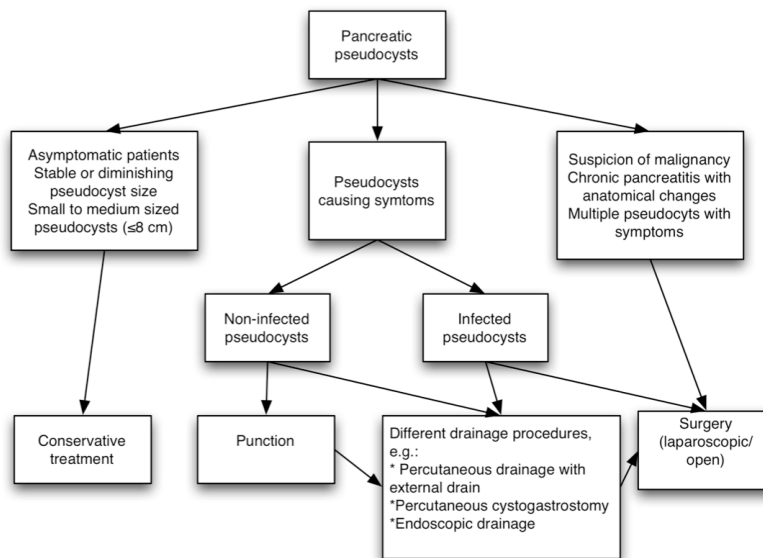 Pancreatic
pseudocysts
Asymptomatic patients
Stable or diminishing
pseudocyst size
Small to medium sized
pseudocysts (≤8 cm)
Pseudocysts
causing symtoms
Suspicion of malignancy
Chronic pancreatitis with
anatomical changes
Multiple pseudocyts with
symptoms
Non-infected
pseudocysts
Infected
pseudocysts
Conservative
treatment
Punction
Different drainage procedures,
e.g.:
* Percutaneous drainage with
external drain
*Percutaneous cystogastrostomy
*Endoscopic drainage
Surgery
(laparoscopic/
open)